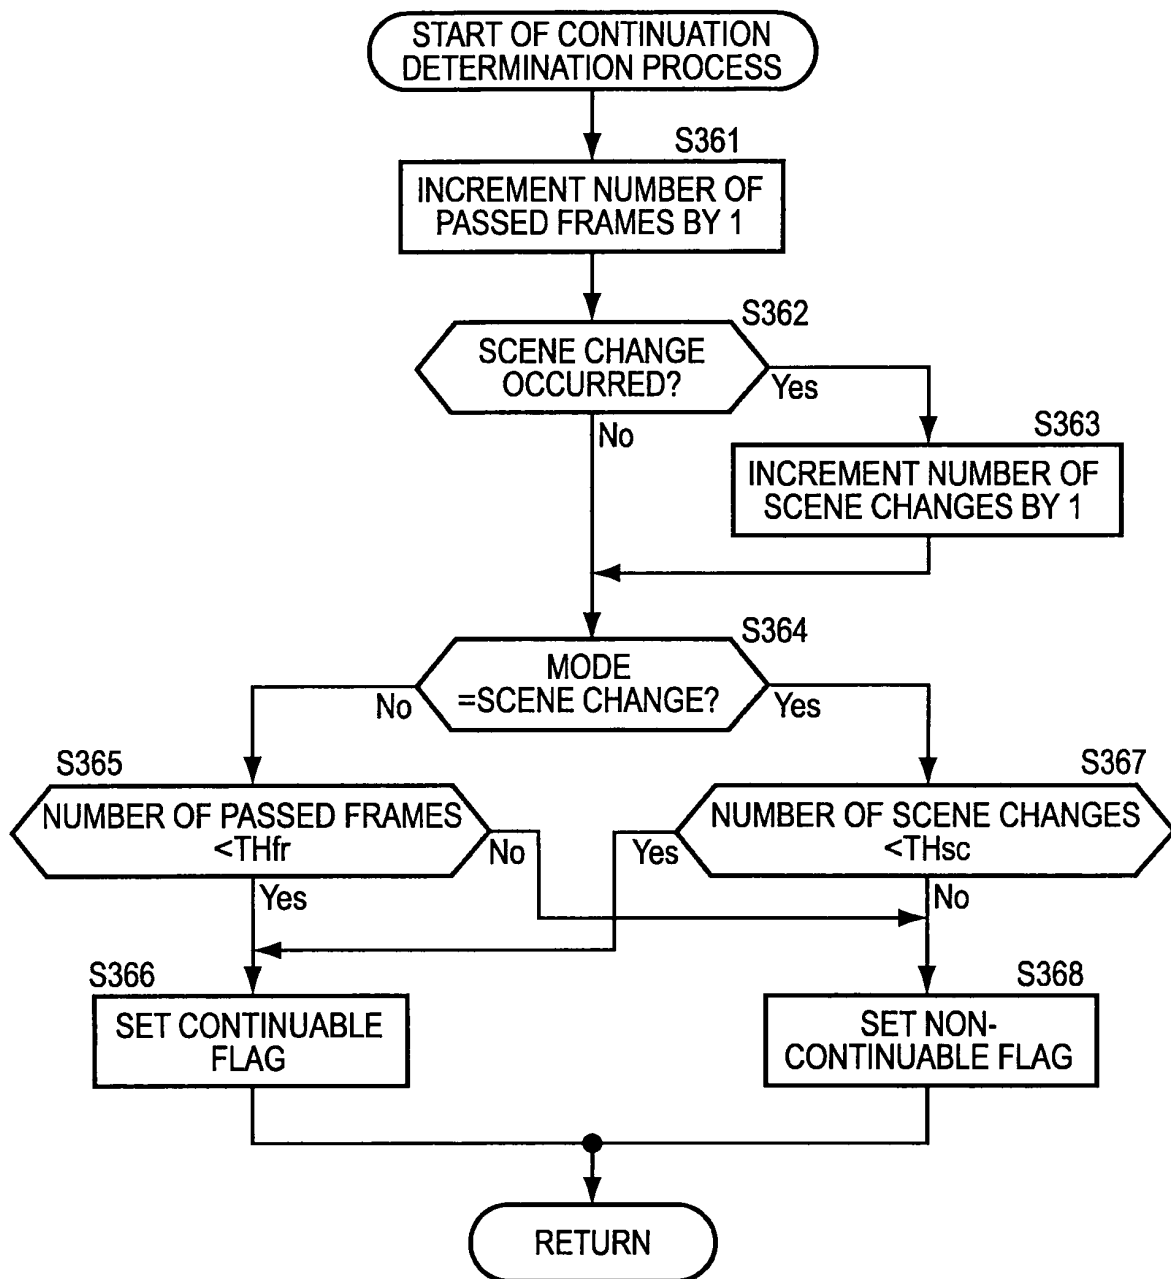 START OF CONTINUATION
DETERMINATION PROCESS
S361
INCREMENT NUMBER OF
PASSED FRAMES BY 1
S362
SCENE CHANGE
OCCURRED?
Yes
No
S363
INCREMENT NUMBER OF
SCENE CHANGES BY 1
S364
MODE
=SCENE CHANGE?
No
Yes
S365
NUMBER OF PASSED FRAMES
<THfr
No
Yes
S367
NUMBER OF SCENE CHANGES
<THsc
Yes
No
S366
SET CONTINUABLE
FLAG
S368
SET NON-
CONTINUABLE FLAG
RETURN